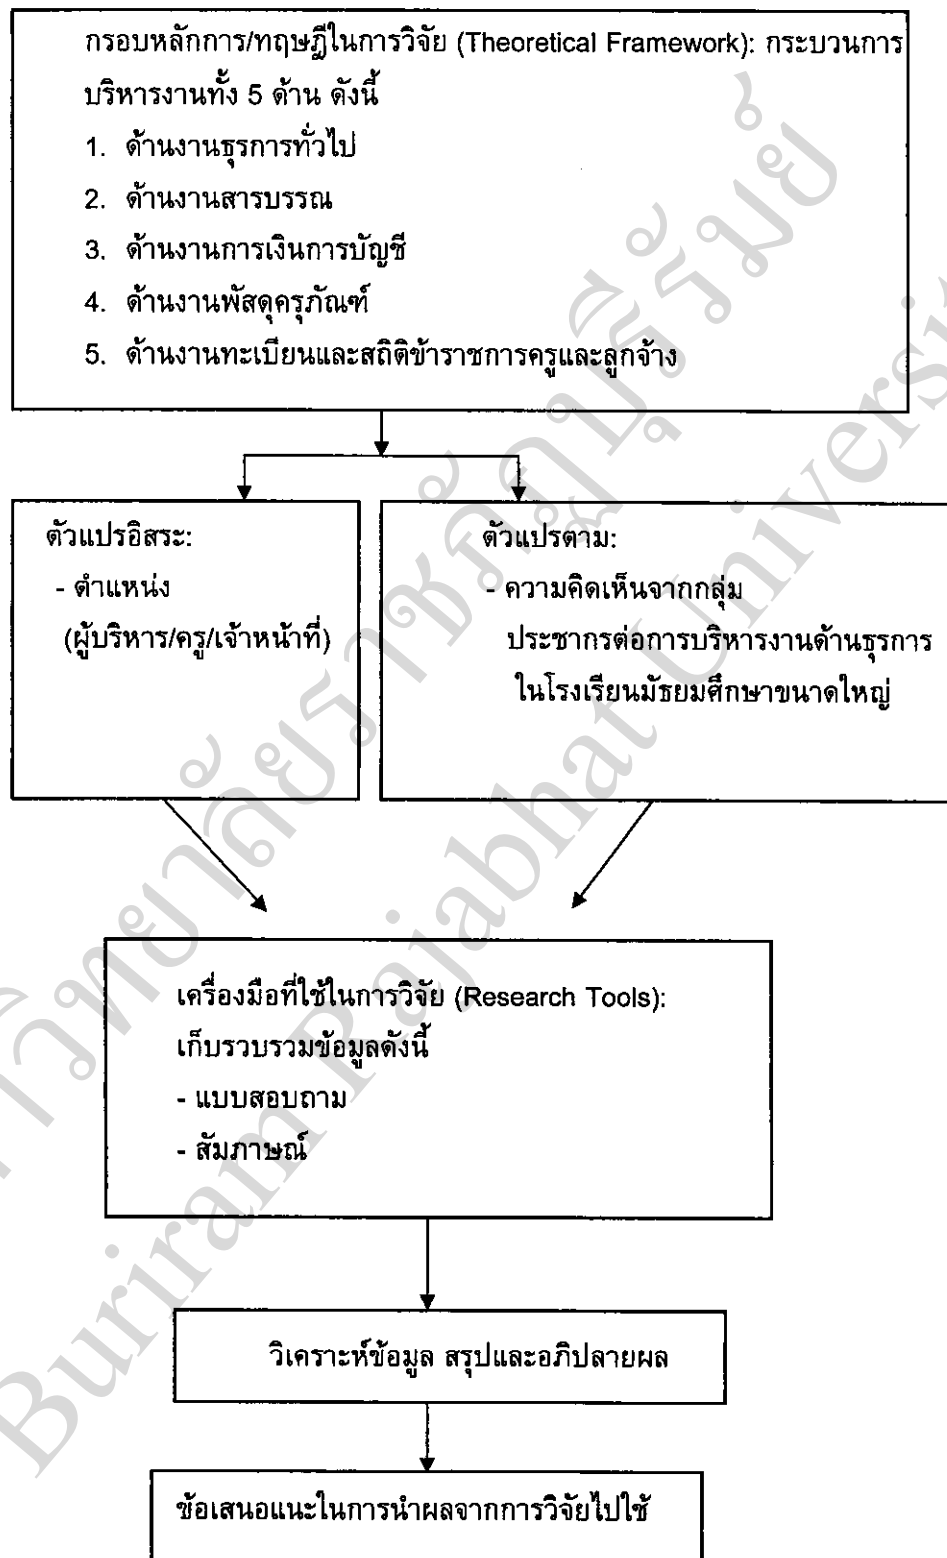 กรอบหลักการ/ทฤษฎีในการวิจัย (Theoretical Framework): กระบวนการ
บริหารงานทั้ง 5 ด้าน ดังนี้
1. ด้านงานธุรการทั่วไป
2. ด้านงานสารบรรณ
3. ด้านงานการเงินการบัญชี
4. ด้านงานพัสดุครุภัณฑ์
5. ด้านงานทะเบียนและสถิติข้าราชการครูและลูกจ้าง
ตัวแปรอิสระ:
- ตำแหน่ง
(ผู้บริหาร/ครู/เจ้าหน้าที่)
ตัวแปรตาม:
- ความคิดเห็นจากกลุ่ม
ประชากรต่อการบริหารงานด้านธุรการ
ในโรงเรียนมัธยมศึกษาขนาดใหญ่
เครื่องมือที่ใช้ในการวิจัย (Research Tools):
เก็บรวบรวมข้อมูลดังนี้
- แบบสอบถาม
- สัมภาษณ์
วิเคราะห์ข้อมูล สรุปและอภิปลายผล
ข้อเสนอแนะในการนำผลจากการวิจัยไปใช้
วิทยาลัยราชภัฏบุรีรัมย์
Buriram Rajabhat Universi